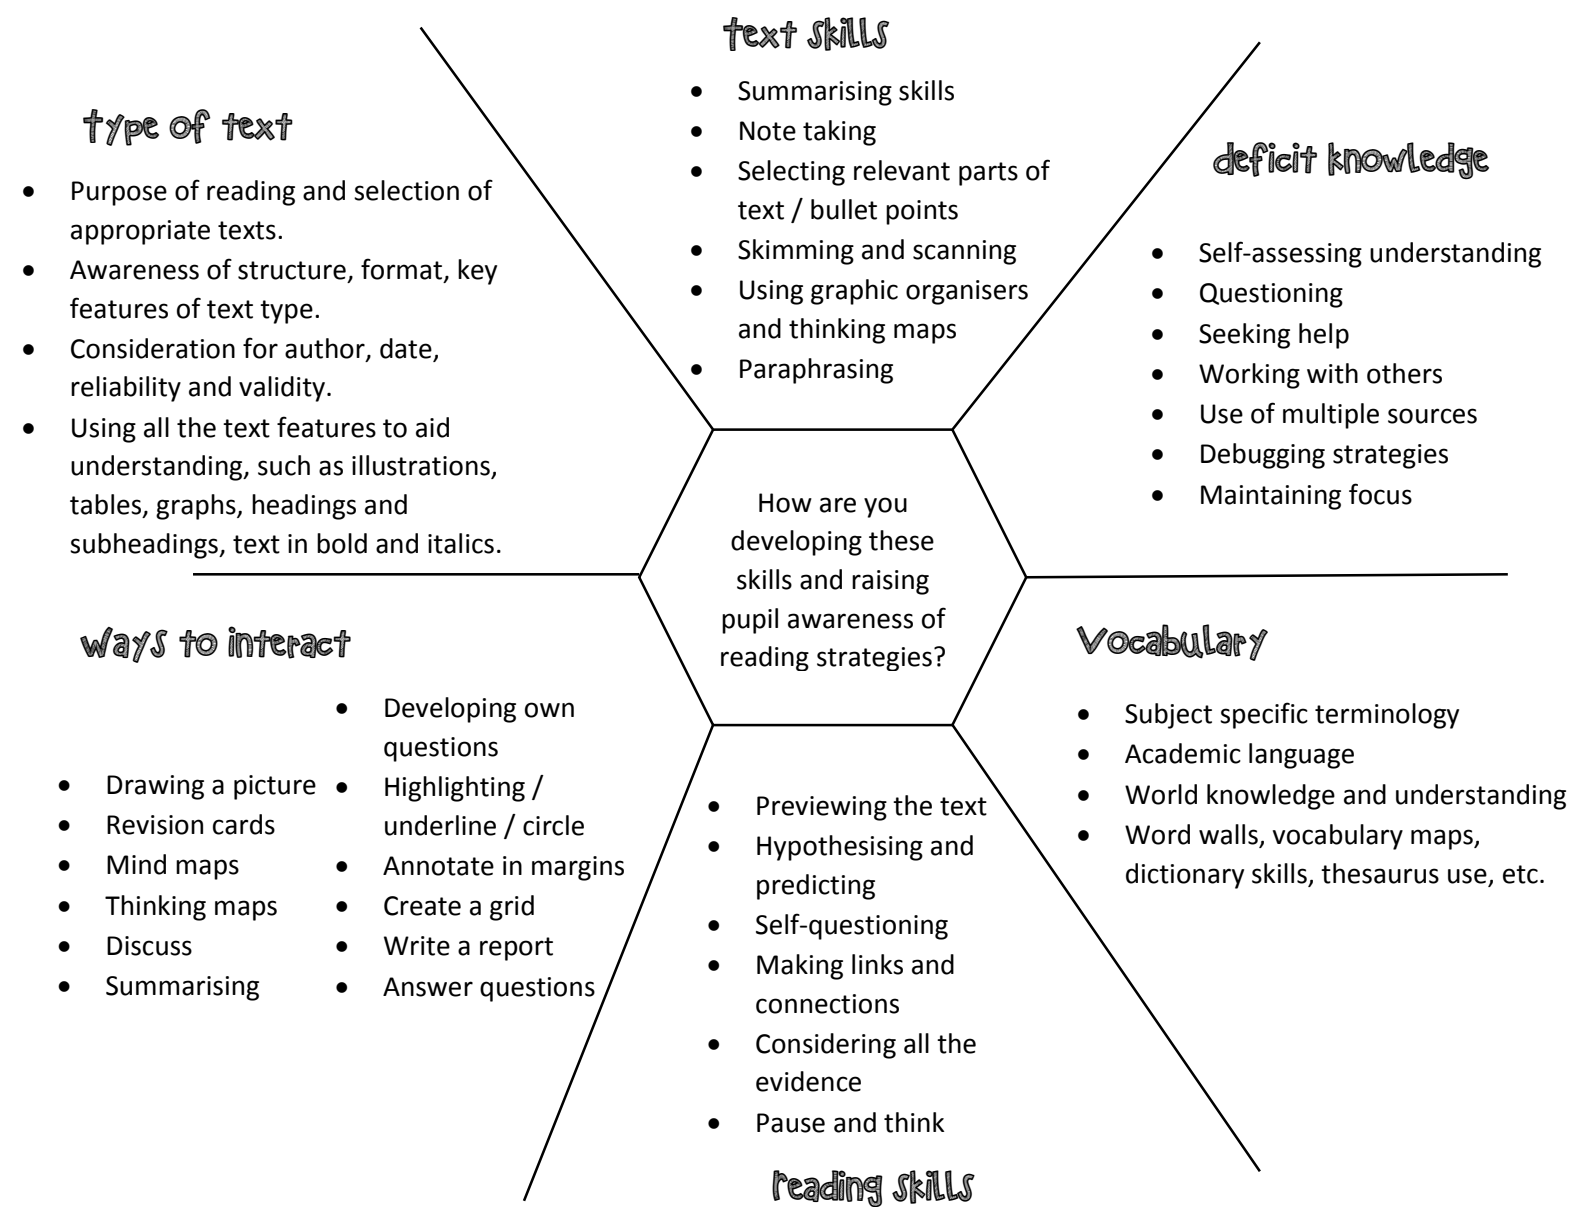 text skills
• Summarising skills
• Note taking
• Selecting relevant parts of
text / bullet points
• Skimming and scanning
• Using graphic organisers
and thinking maps
• Paraphrasing
type of text
• Purpose of reading and selection of
appropriate texts.
• Awareness of structure, format, key
features of text type.
• Consideration for author, date,
reliability and validity.
• Using all the text features to aid
understanding, such as illustrations,
tables, graphs, headings and
subheadings, text in bold and italics.
deficit knowledge
• Self-assessing understanding
• Questioning
• Seeking help
• Working with others
• Use of multiple sources
• Debugging strategies
• Maintaining focus
How are you
developing these
skills and raising
pupil awareness of
reading strategies?
ways to interact
• Drawing a picture
• Revision cards
• Mind maps
• Thinking maps
• Discuss
• Summarising
• Developing own
questions
• Highlighting /
underline / circle
• Annotate in margins
• Create a grid
• Write a report
• Answer questions
Vocabulary
• Subject specific terminology
• Academic language
• World knowledge and understanding
• Word walls, vocabulary maps,
dictionary skills, thesaurus use, etc.
• Previewing the text
• Hypothesising and
predicting
• Self-questioning
• Making links and
connections
• Considering all the
evidence
• Pause and think
reading skills